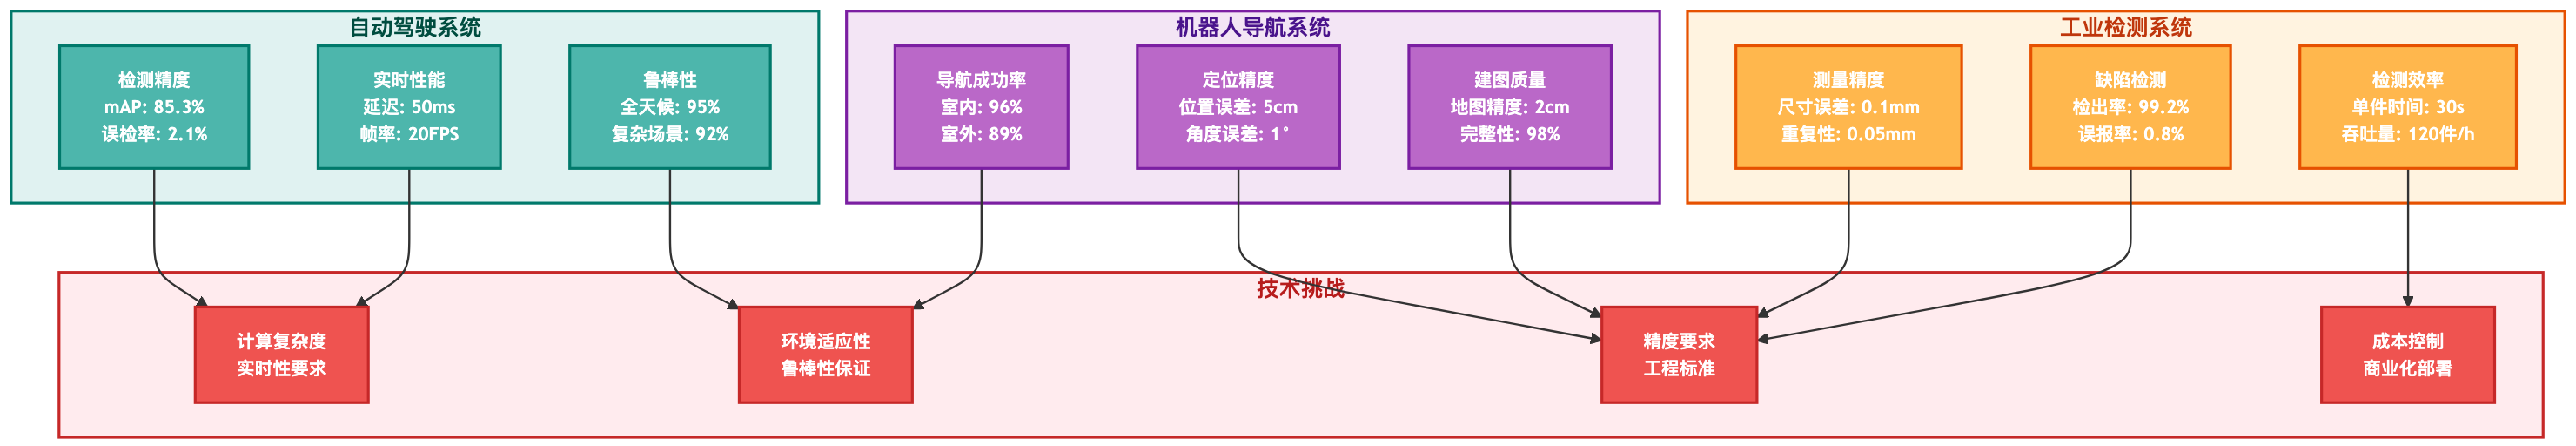 自动驾驶系统
检测精度
mAP: 85.3%
误检率: 2.1%
实时性能
延迟: 50ms
帧率: 20FPS
鲁棒性
全天候: 95%
复杂场景: 92%
机器人导航系统
导航成功率
室内: 96%
室外: 89%
定位精度
位置误差: 5cm
角度误差: 1°
建图质量
地图精度: 2cm
完整性: 98%
工业检测系统
测量精度
尺寸误差: 0.1mm
重复性: 0.05mm
缺陷检测
检出率: 99.2%
误报率: 0.8%
检测效率
单件时间: 30s
吞吐量: 120件/h
技术挑战
计算复杂度
实时性要求
环境适应性
鲁棒性保证
精度要求
工程标准
成本控制
商业化部署